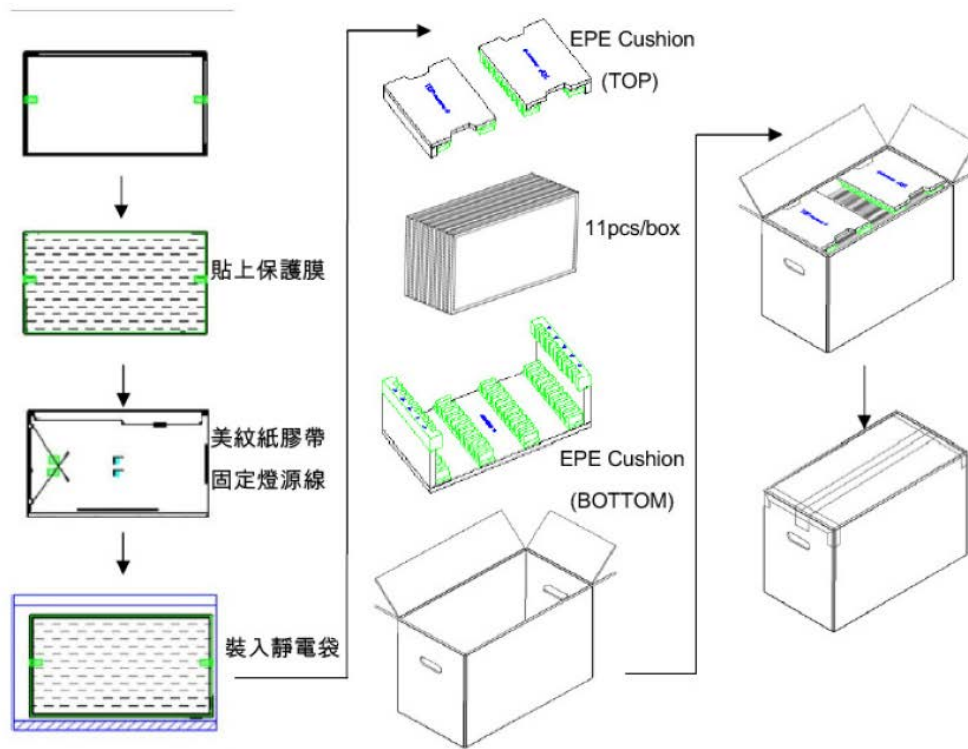 貼上保護膜
美紋紙膠帶
固定燈源線
裝入靜電袋
EPE Cushion
(TOP)
11pcs/box
EPE Cushion
(BOTTOM)